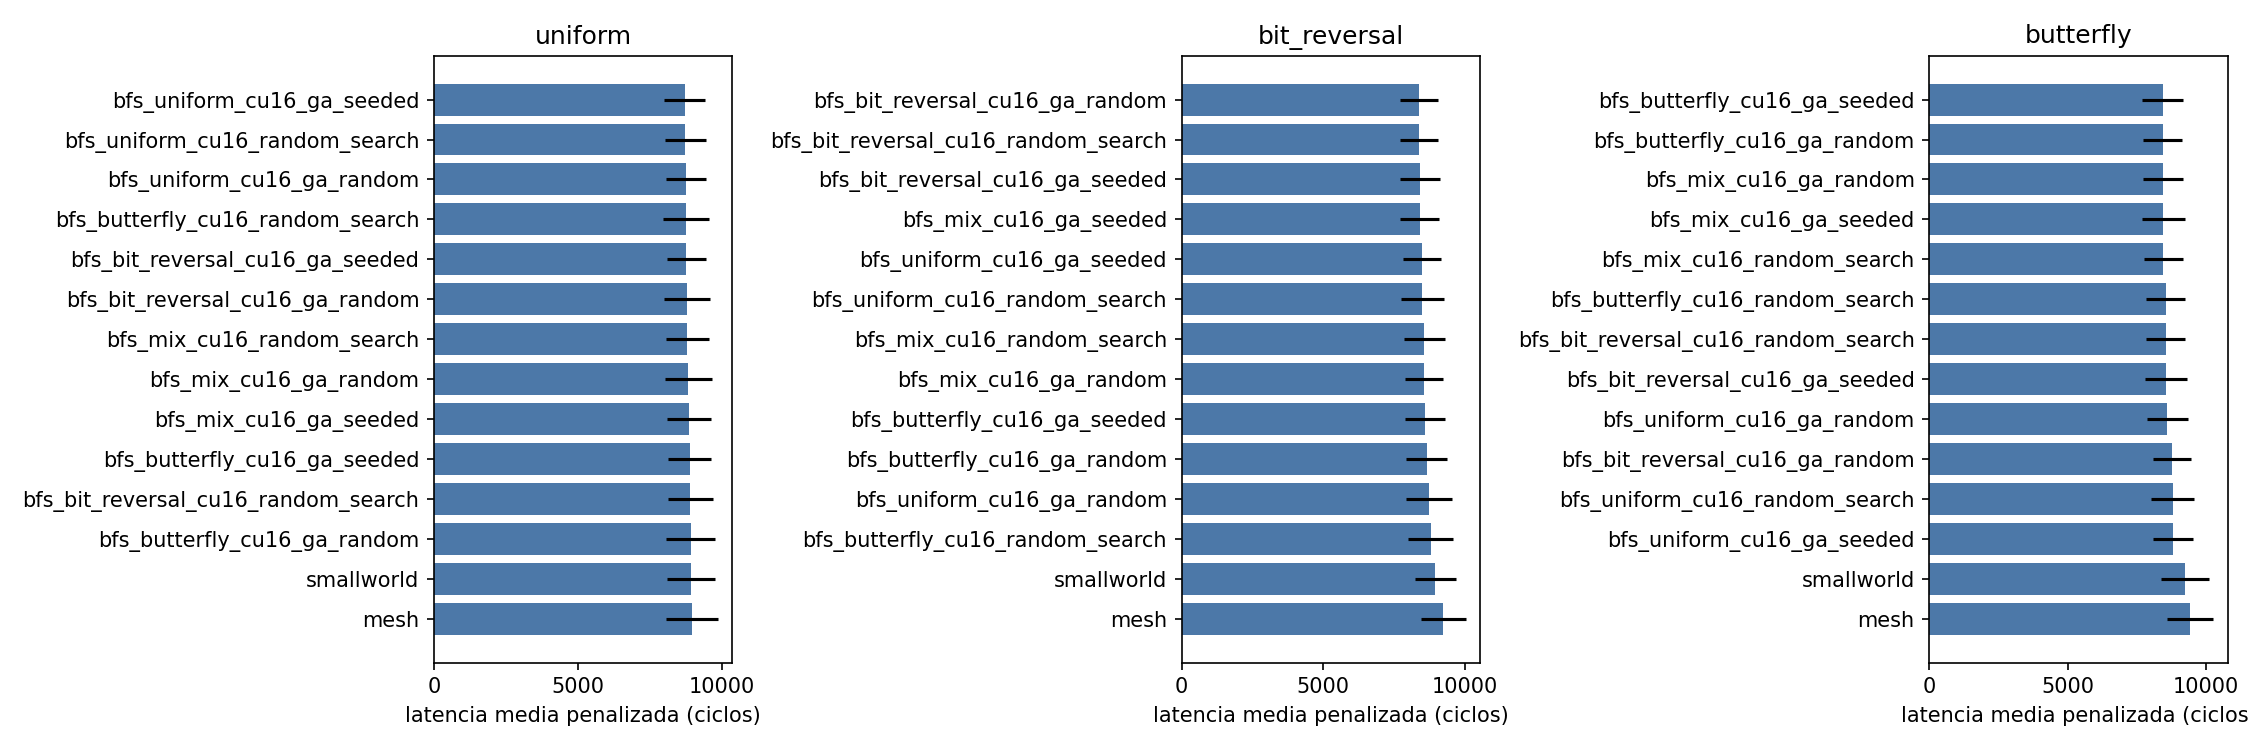 uniform
bfs_uniform_cu16_ga_seeded
bfs_uniform_cu16_random_search
bfs_uniform_cu16_ga_random
bfs_butterfly_cu16_random_search
bfs_bit_reversal_cu16_ga_seeded
bfs_bit_reversal_cu16_ga_random
bfs_mix_cu16_random_search
bfs_mix_cu16_ga_random
bfs_mix_cu16_ga_seeded
bfs_butterfly_cu16_ga_seeded
bfs_bit_reversal_cu16_random_search
bfs_butterfly_cu16_ga_random
smallworld
mesh
0 5000 10000
latencia media penalizada (ciclos)
bit_reversal
bfs_bit_reversal_cu16_ga_random
bfs_bit_reversal_cu16_random_search
bfs_bit_reversal_cu16_ga_seeded
bfs_mix_cu16_ga_seeded
bfs_uniform_cu16_ga_seeded
bfs_uniform_cu16_random_search
bfs_mix_cu16_random_search
bfs_mix_cu16_ga_random
bfs_butterfly_cu16_ga_seeded
bfs_butterfly_cu16_ga_random
bfs_uniform_cu16_ga_random
bfs_butterfly_cu16_random_search
smallworld
mesh
0 5000 10000
latencia media penalizada (ciclos)
butterfly
bfs_butterfly_cu16_ga_seeded
bfs_butterfly_cu16_ga_random
bfs_mix_cu16_ga_random
bfs_mix_cu16_ga_seeded
bfs_mix_cu16_random_search
bfs_butterfly_cu16_random_search
bfs_bit_reversal_cu16_random_search
bfs_bit_reversal_cu16_ga_seeded
bfs_uniform_cu16_ga_random
bfs_bit_reversal_cu16_ga_random
bfs_uniform_cu16_random_search
bfs_uniform_cu16_ga_seeded
smallworld
mesh
0 5000 10000
latencia media penalizada (ciclos